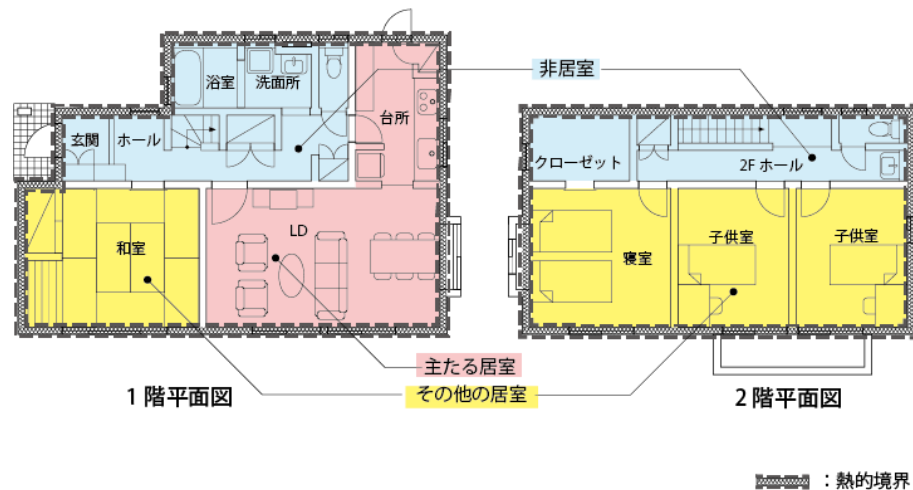 浴室
洗面所
台所
玄関
ホール
和室
LD
非居室
クローゼット
2F ホール
寝室
子供室
子供室
主たる居室
その他の居室
1 階平面図
2 階平面図
：熱的境界